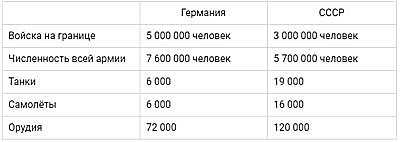 Германия СССР
Войска на границе 5 000 000 человек 3 000 000 человек
Численность всей армии 7 600 000 человек 5 700 000 человек
Танки 6 000 19 000
Самолёты 6 000 16 000
Орудия 72 000 120 000